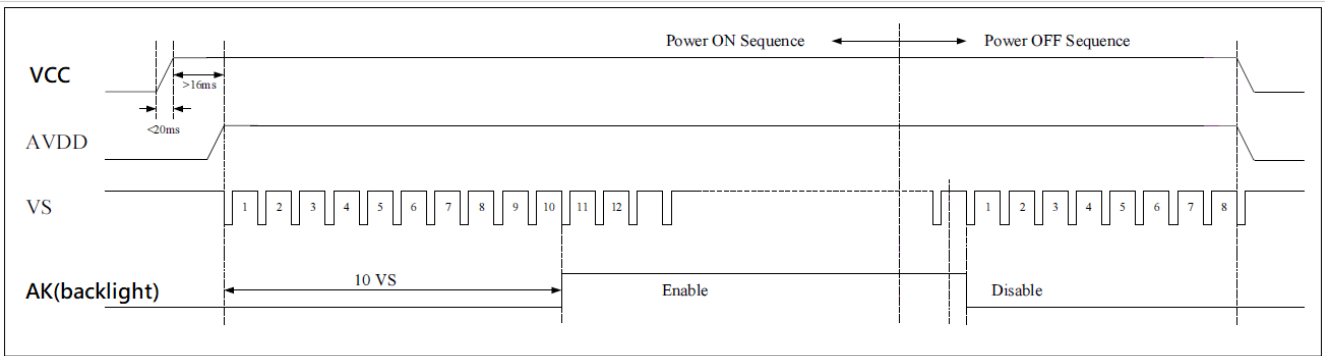 Power ON Sequence Power OFF Sequence
VCC
>16ms
<20ms
AVDD
VS 1 2 3 4 5 6 7 8 9 10 11 12 1 2 3 4 5 6 7 8
10 VS
AK(backlight) Enable Disable